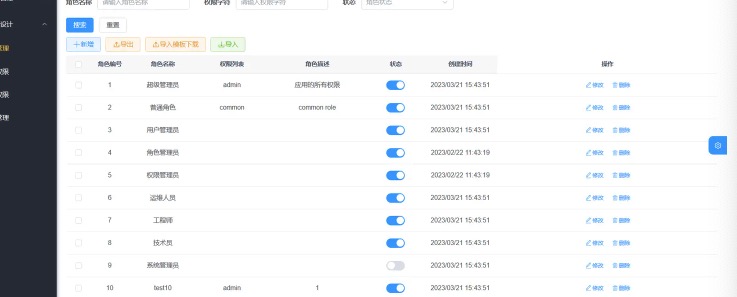 角色名称 请输入角色名称 权限字符 请输入权限字符 状态 角色状态
设计
搜索 重置
管理
+新增 导出 导入模板下载 导入
角色编号 角色名称 权限列表 角色描述 状态 创建时间 操作
权限
1 超级管理员 admin 应用的所有权限 2023/03/21 15:43:51 修改 删除
权限
2 普通角色 common common role 2023/03/21 15:43:51 修改 删除
管理
3 用户管理员 2023/03/21 15:43:51 修改 删除
4 角色管理员 2023/02/22 11:43:19 修改 删除
5 权限管理员 2023/02/22 11:43:19 修改 删除
6 运维人员 2023/03/21 15:43:51 修改 删除
7 工程师 2023/03/21 15:43:51 修改 删除
8 技术员 2023/03/21 15:43:51 修改 删除
9 系统管理员 2023/03/21 15:43:51 修改 删除
10 test10 admin 1 2023/03/21 15:43:51 修改 删除